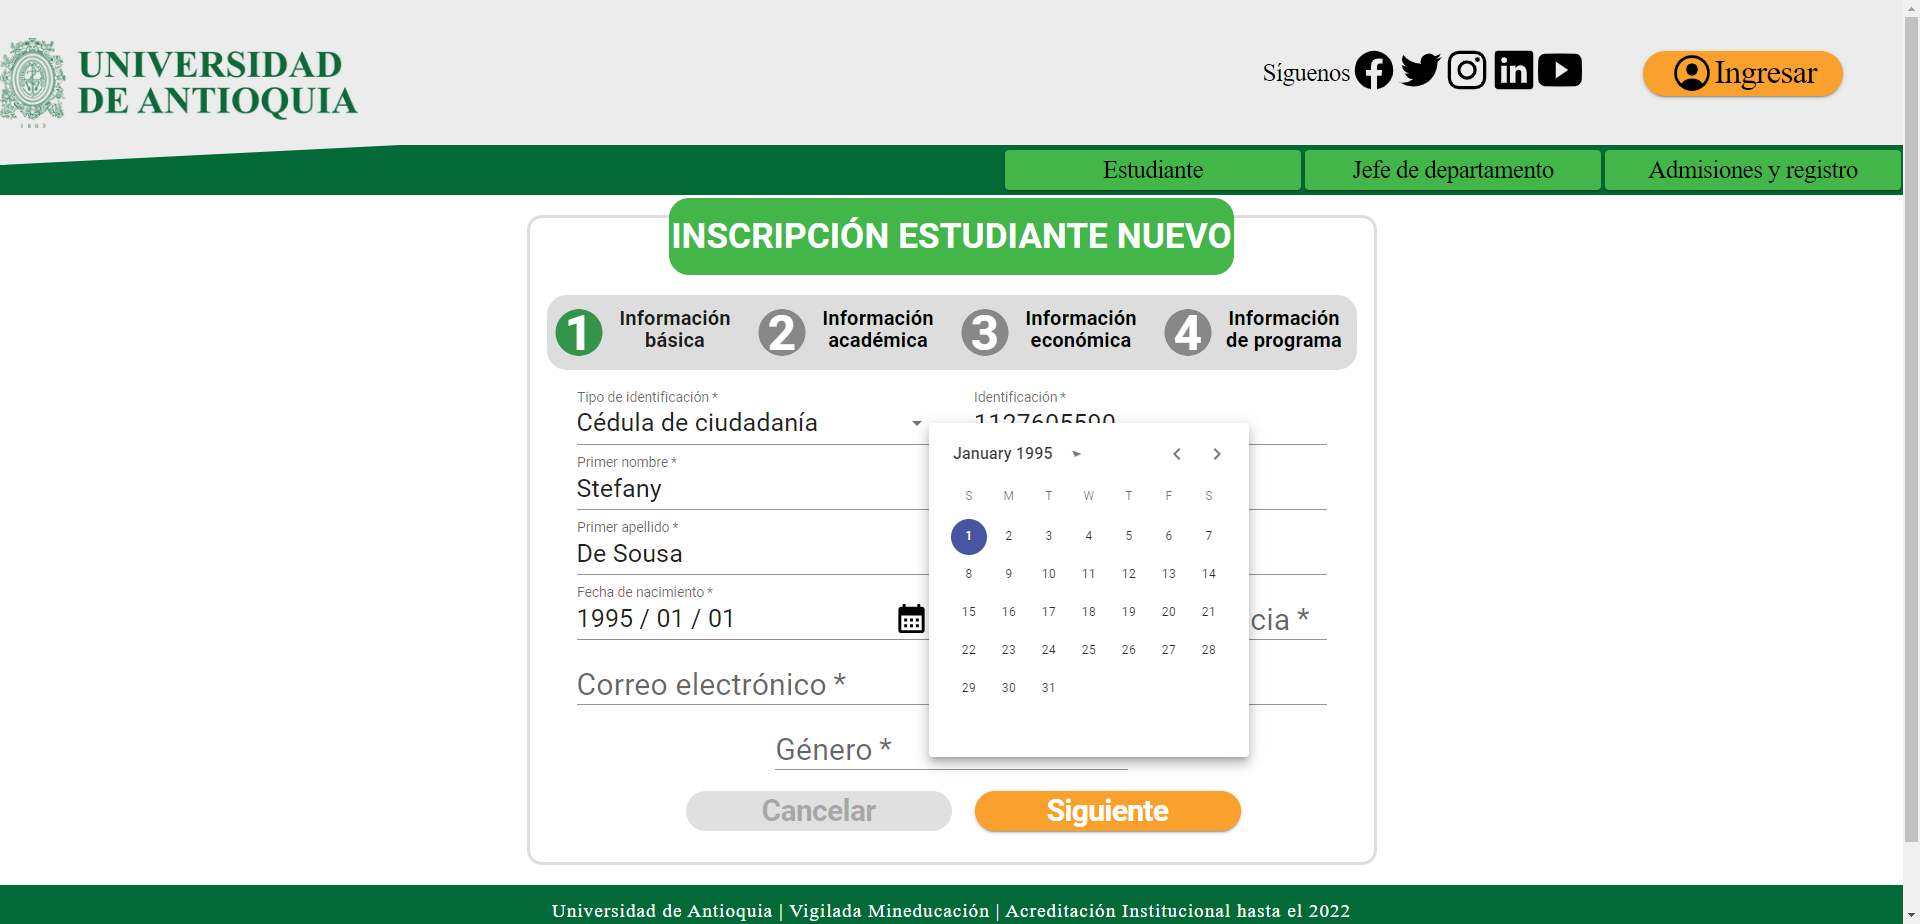 UNIVERSIDAD
DE ANTIOQUIA
1803
Síguenos
Ingresar
Estudiante
Jefe de departamento
Admisiones y registro
INSCRIPCIÓN ESTUDIANTE NUEVO
1 Información básica
2 Información académica
3 Información económica
4 Información de programa
Tipo de identificación *
Cédula de ciudadanía
Identificación *
1127605590
Primer nombre *
Stefany
Primer apellido *
De Sousa
Fecha de nacimiento *
1995 / 01 / 01
January 1995
S M T W T F S
1 2 3 4 5 6 7
8 9 10 11 12 13 14
15 16 17 18 19 20 21
22 23 24 25 26 27 28
29 30 31
cia *
Correo electrónico *
Género *
Cancelar
Siguiente
Universidad de Antioquia | Vigilada Mineducación | Acreditación Institucional hasta el 2022